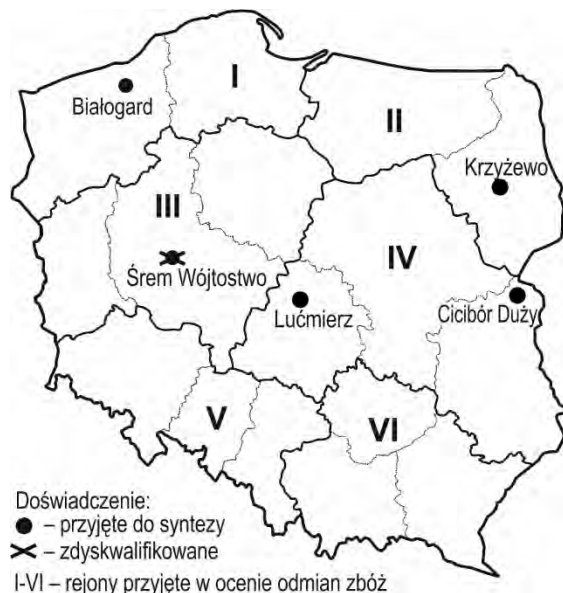 I
Białogard
II
Krzyżewo
III
IV
Śrem Wójtostwo
Lućmierz
Cicibór Duży
V
VI
Doświadczenie:
– przyjęte do syntezy
– zdyskwalifikowane
I-VI – rejony przyjęte w ocenie odmian zbóż